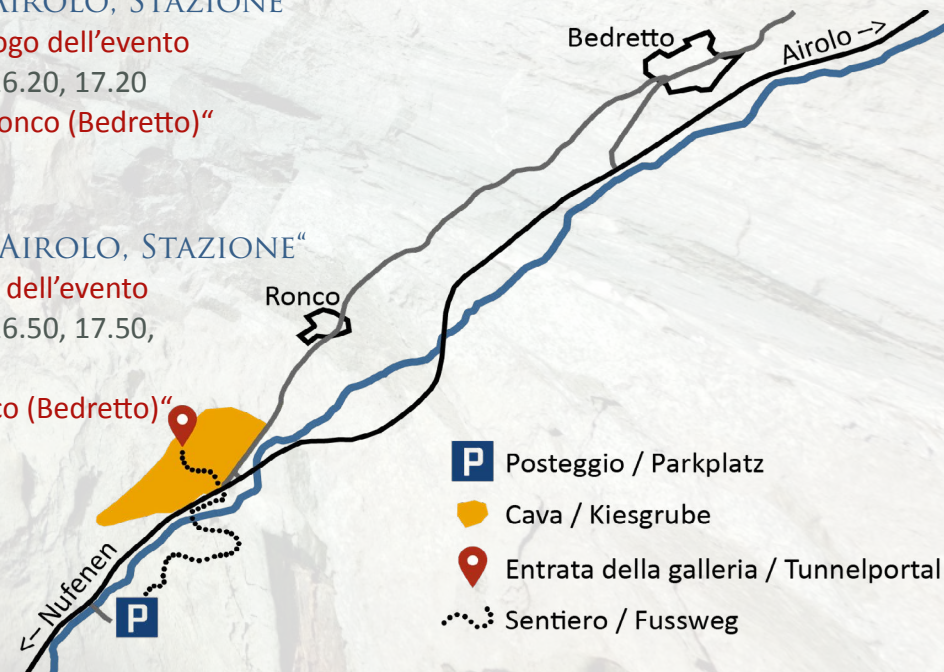 Airolo, Stazione
ogo dell’evento
6.20, 17.20
onco (Bedretto)“
Airolo, Stazione“
dell’evento
6.50, 17.50,
co (Bedretto)“
Bedretto
Airolo –>
Ronco
<– Nufenen
P
P Posteggio / Parkplatz
Cava / Kiesgrube
Entrata della galleria / Tunnelportal
Sentiero / Fussweg